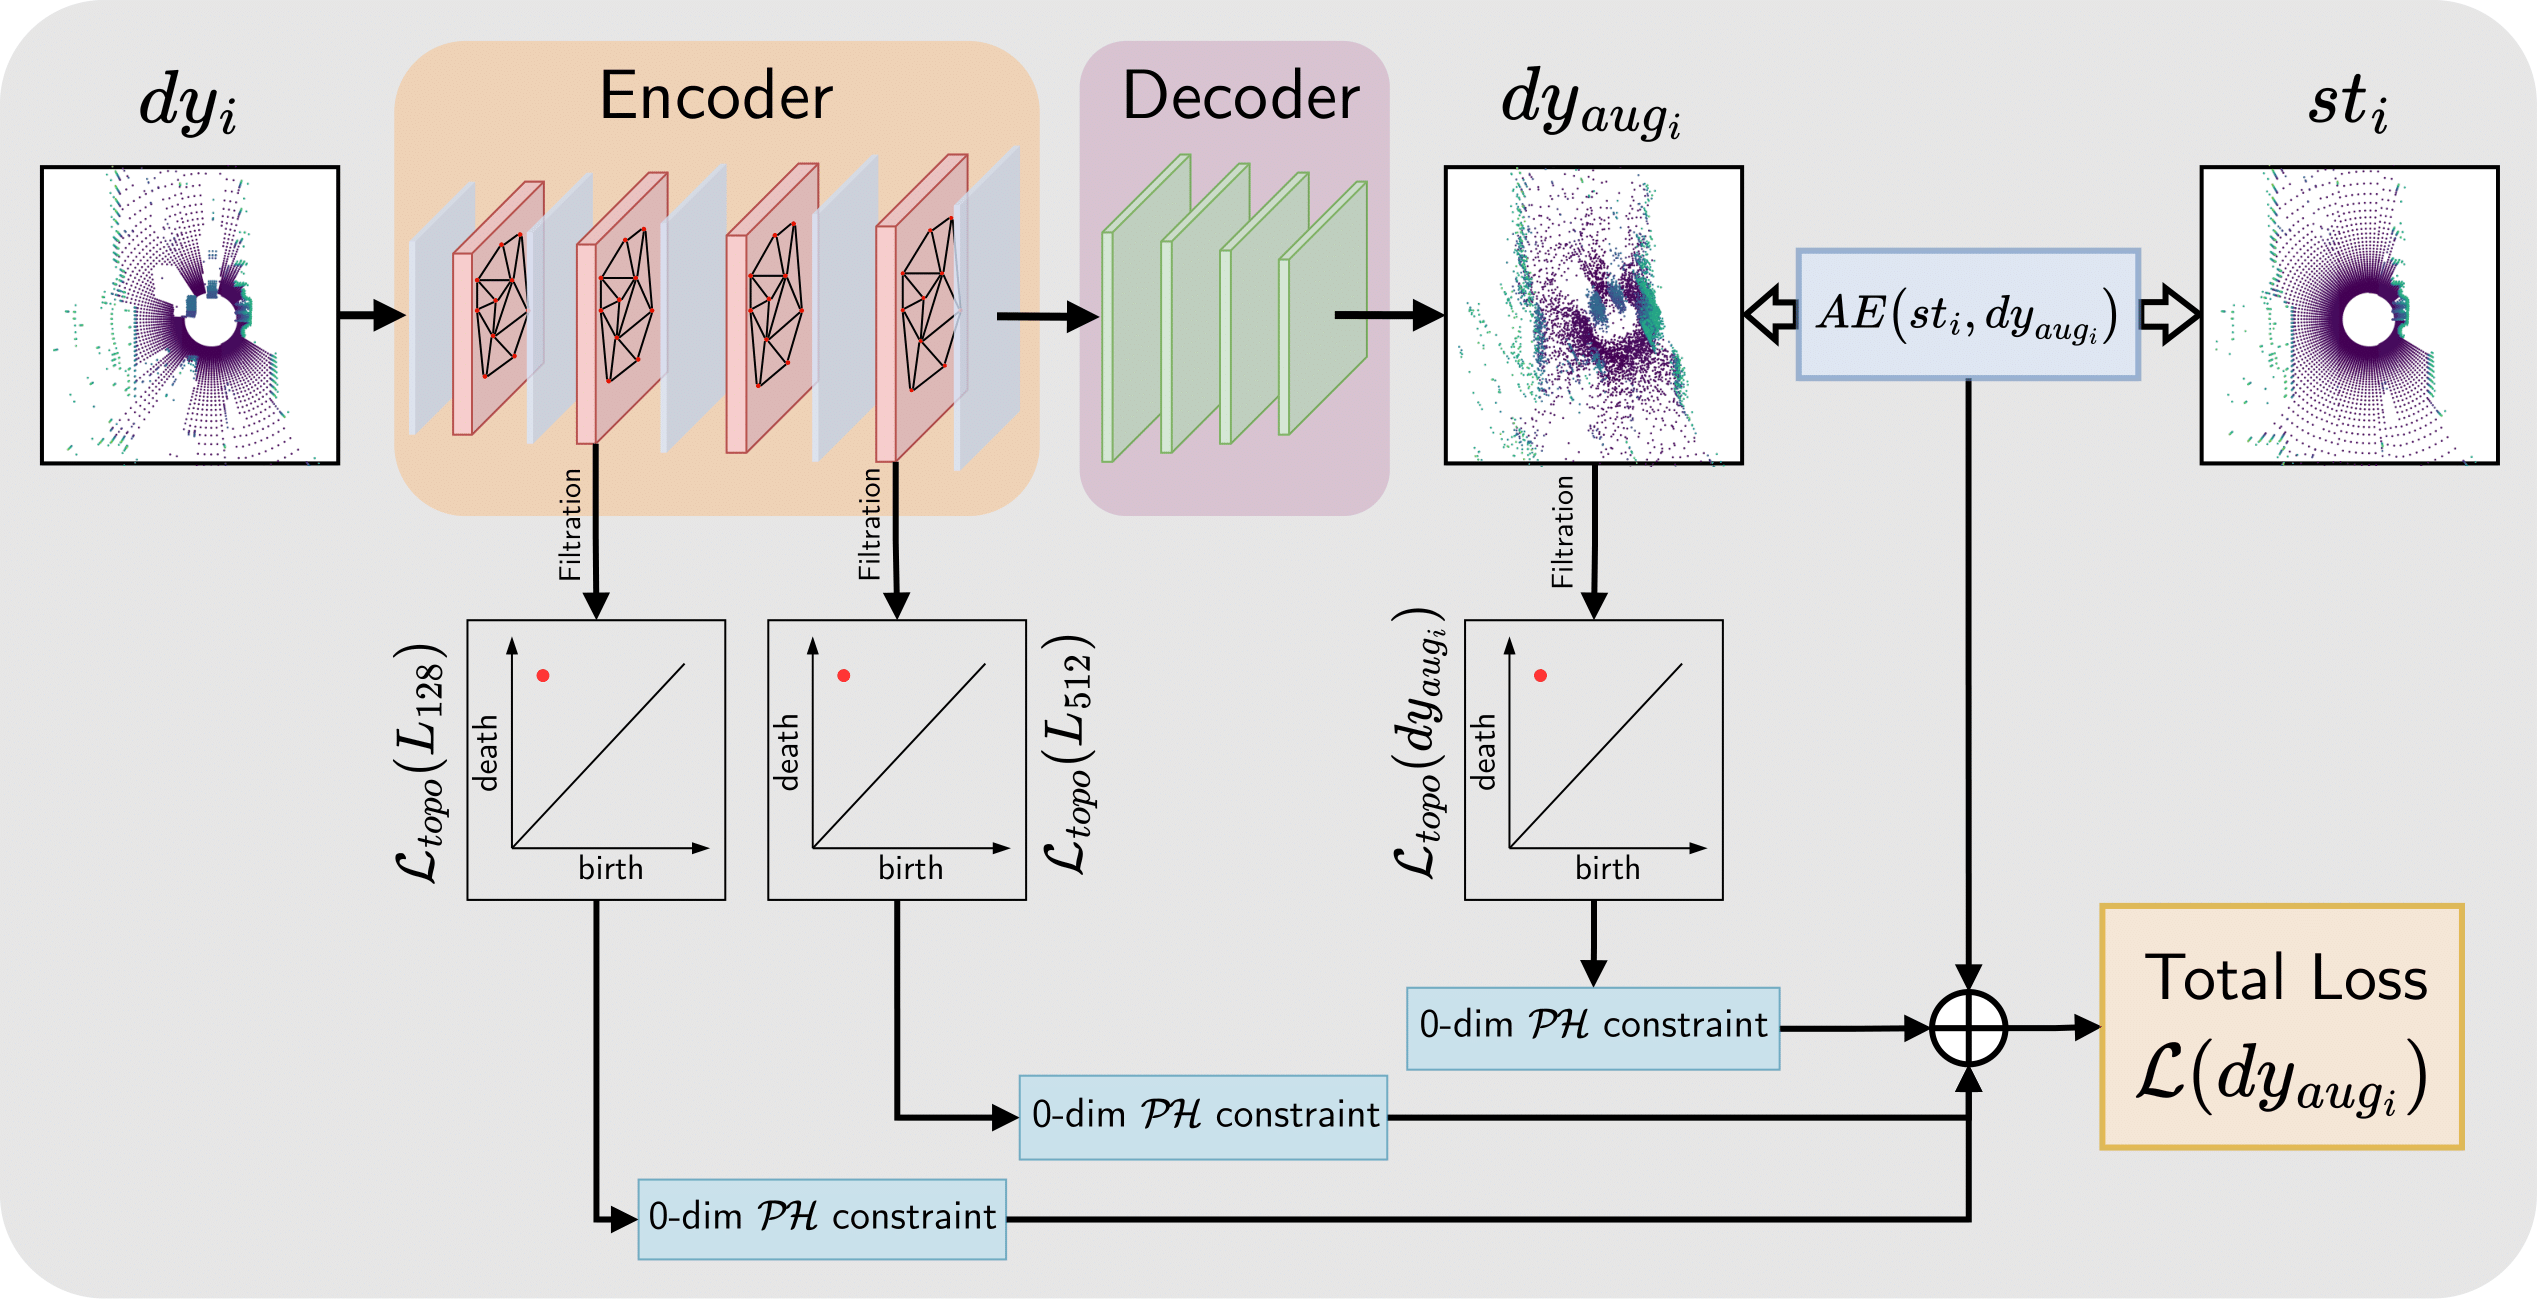 Encoder
Decoder
$dy_i$
$dy_{aug_i}$
$st_i$
$AE(st_i, dy_{aug_i})$
Filtration
Filtration
Filtration
$\mathcal{L}_{topo}(L_{128})$
death
birth
death
birth
$\mathcal{L}_{topo}(L_{512})$
$\mathcal{L}_{topo}(dy_{aug_i})$
death
birth
0-dim $\mathcal{PH}$ constraint
0-dim $\mathcal{PH}$ constraint
0-dim $\mathcal{PH}$ constraint
Total Loss
$\mathcal{L}(dy_{aug_i})$